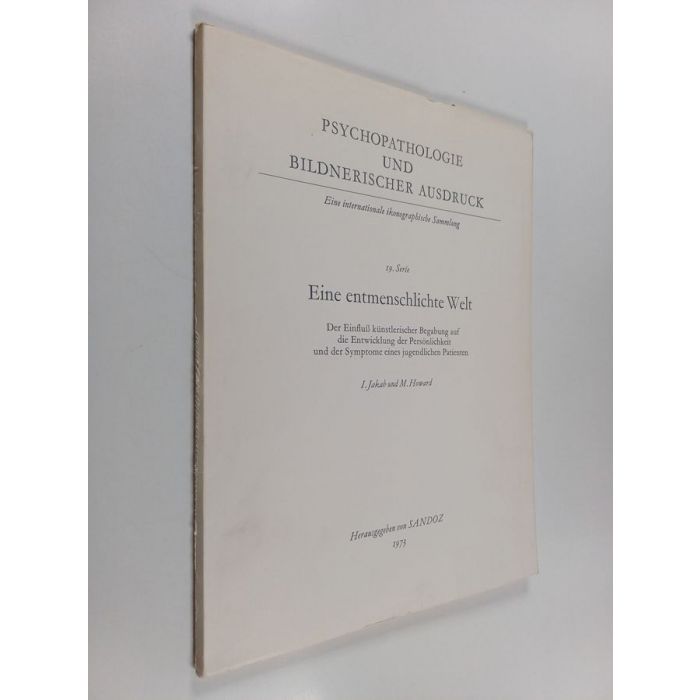 PSYCHOPATHOLOGIE
UND
BILDNERISCHER AUSDRUCK
Eine internationale ikonographische Sammlung
19. Serie
Eine entmenschlichte Welt
Der Einfluß künstlerischer Begabung auf
die Entwicklung der Persönlichkeit
und der Symptome eines jugendlichen Patienten
I. Jakab und M. Howard
Herausgegeben von SANDOZ
1973